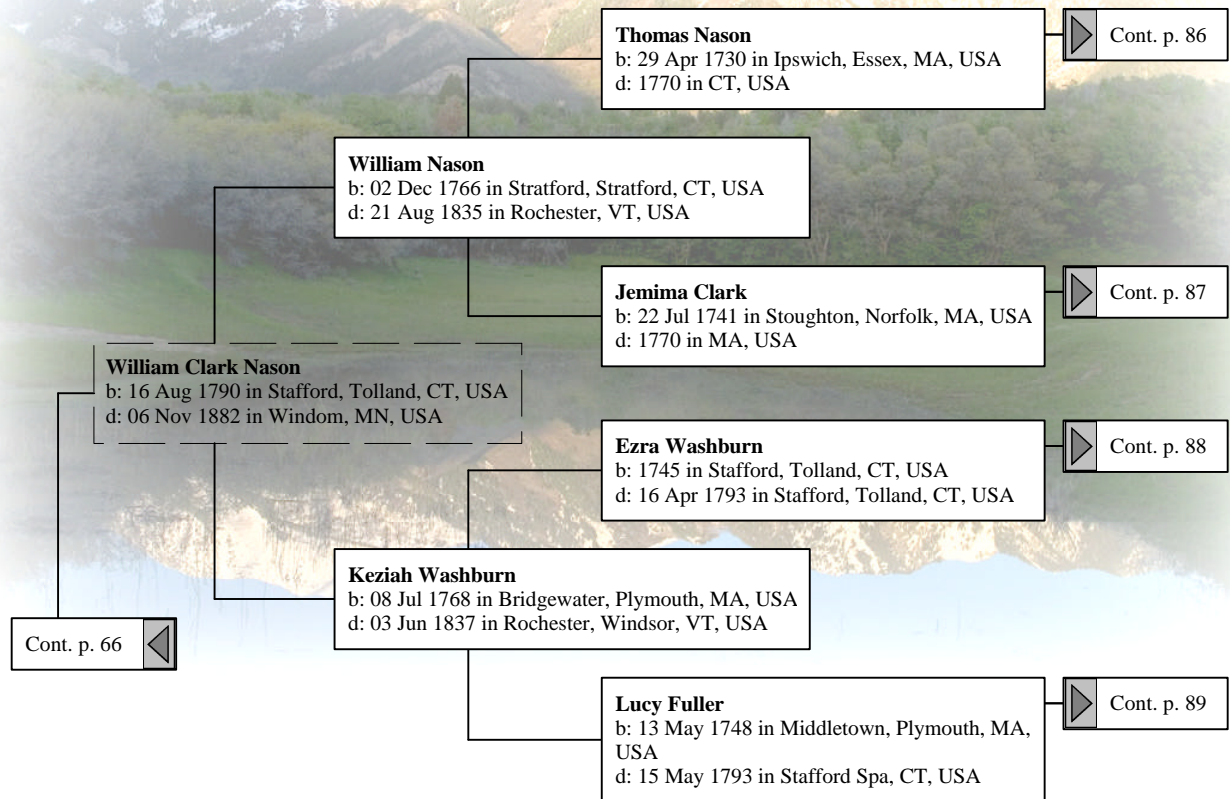 Thomas Nason
b: 29 Apr 1730 in Ipswich, Essex, MA, USA
d: 1770 in CT, USA
Cont. p. 86
William Nason
b: 02 Dec 1766 in Stratford, Stratford, CT, USA
d: 21 Aug 1835 in Rochester, VT, USA
Jemima Clark
b: 22 Jul 1741 in Stoughton, Norfolk, MA, USA
d: 1770 in MA, USA
Cont. p. 87
William Clark Nason
b: 16 Aug 1790 in Stafford, Tolland, CT, USA
d: 06 Nov 1882 in Windom, MN, USA
Ezra Washburn
b: 1745 in Stafford, Tolland, CT, USA
d: 16 Apr 1793 in Stafford, Tolland, CT, USA
Cont. p. 88
Keziah Washburn
b: 08 Jul 1768 in Bridgewater, Plymouth, MA, USA
d: 03 Jun 1837 in Rochester, Windsor, VT, USA
Cont. p. 66
Lucy Fuller
b: 13 May 1748 in Middletown, Plymouth, MA,
USA
d: 15 May 1793 in Stafford Spa, CT, USA
Cont. p. 89